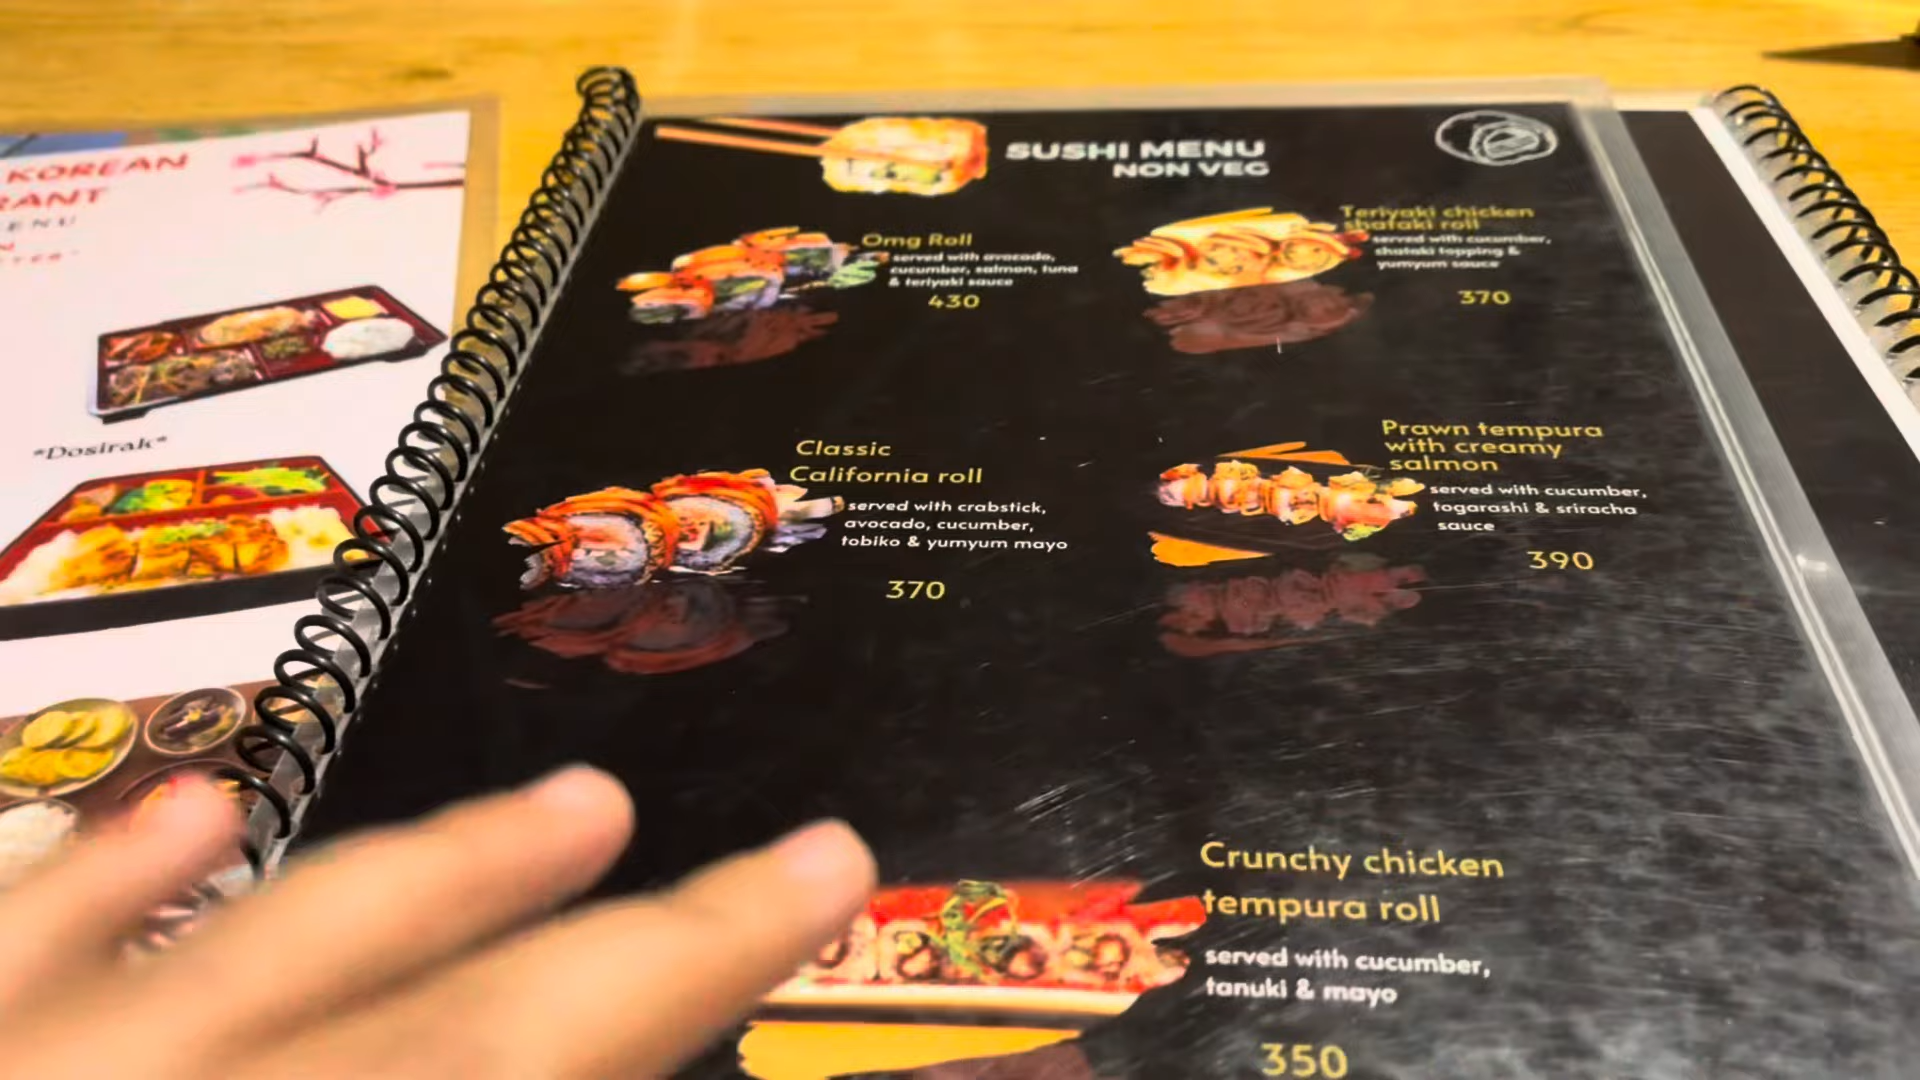 KOREAN
RANT
ENU
*Dosirak*
SUSHI MENU
NON VEG
Omg Roll
served with avocado,
cucumber, salmon, tuna
& teriyaki sauce
430
Teriyaki chicken
shataki roll
served with cucumber,
shataki topping &
yumyum sauce
370
Classic
California roll
served with crabstick,
avocado, cucumber,
tobiko & yumyum mayo
370
Prawn tempura
with creamy
salmon
served with cucumber,
togarashi & sriracha
sauce
390
Crunchy chicken
tempura roll
served with cucumber,
tanuki & mayo
350